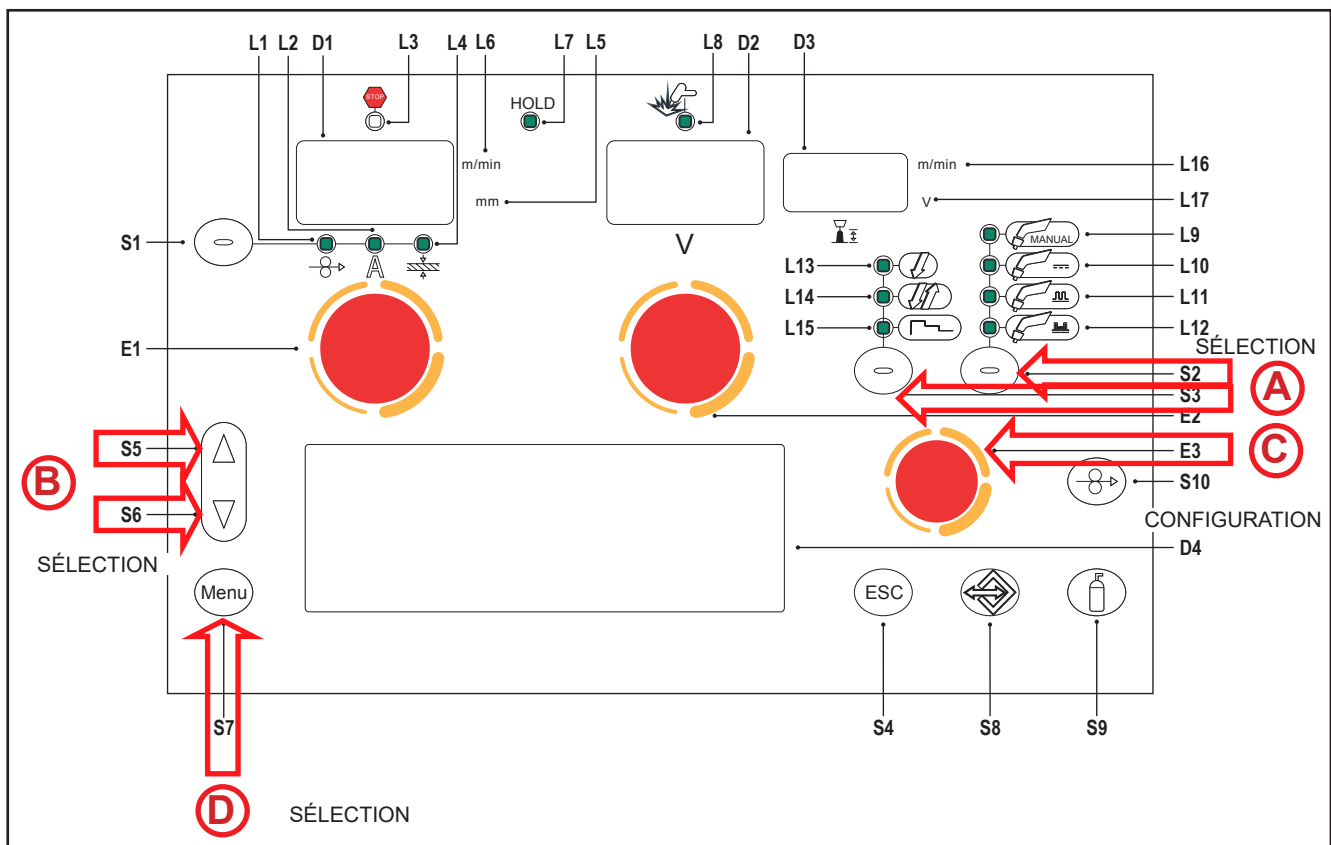 L1 L2 D1 L3 L4 L6 L7 L5 L8 D2 D3
STOP
HOLD
m/min
m/min
L16
mm
V
L17
S1
MANUAL
L9
A
V
L13
L10
L14
L11
L15
L12
E1
SÉLECTION
S2
A
S3
E2
S5
E3
C
B
S10
S6
CONFIGURATION
SÉLECTION
D4
Menu
ESC
S7
S4
S8
S9
D
SÉLECTION